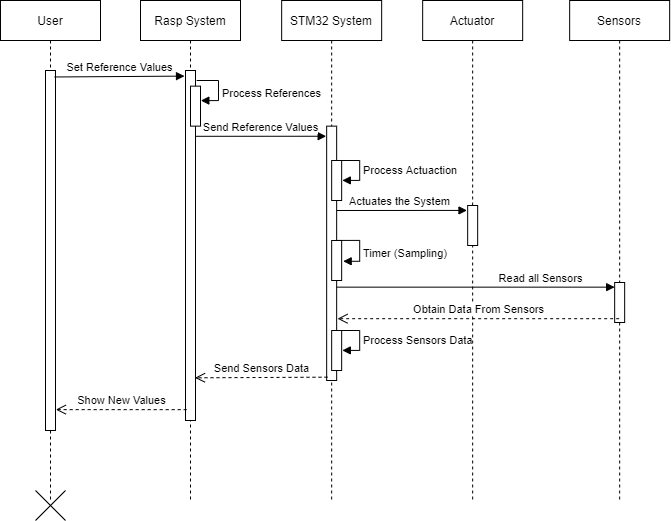 User
Rasp System
STM32 System
Actuator
Sensors
Set Reference Values
Process References
Send Reference Values
Process Actuaction
Actuates the System
Timer (Sampling)
Read all Sensors
Obtain Data From Sensors
Process Sensors Data
Send Sensors Data
Show New Values